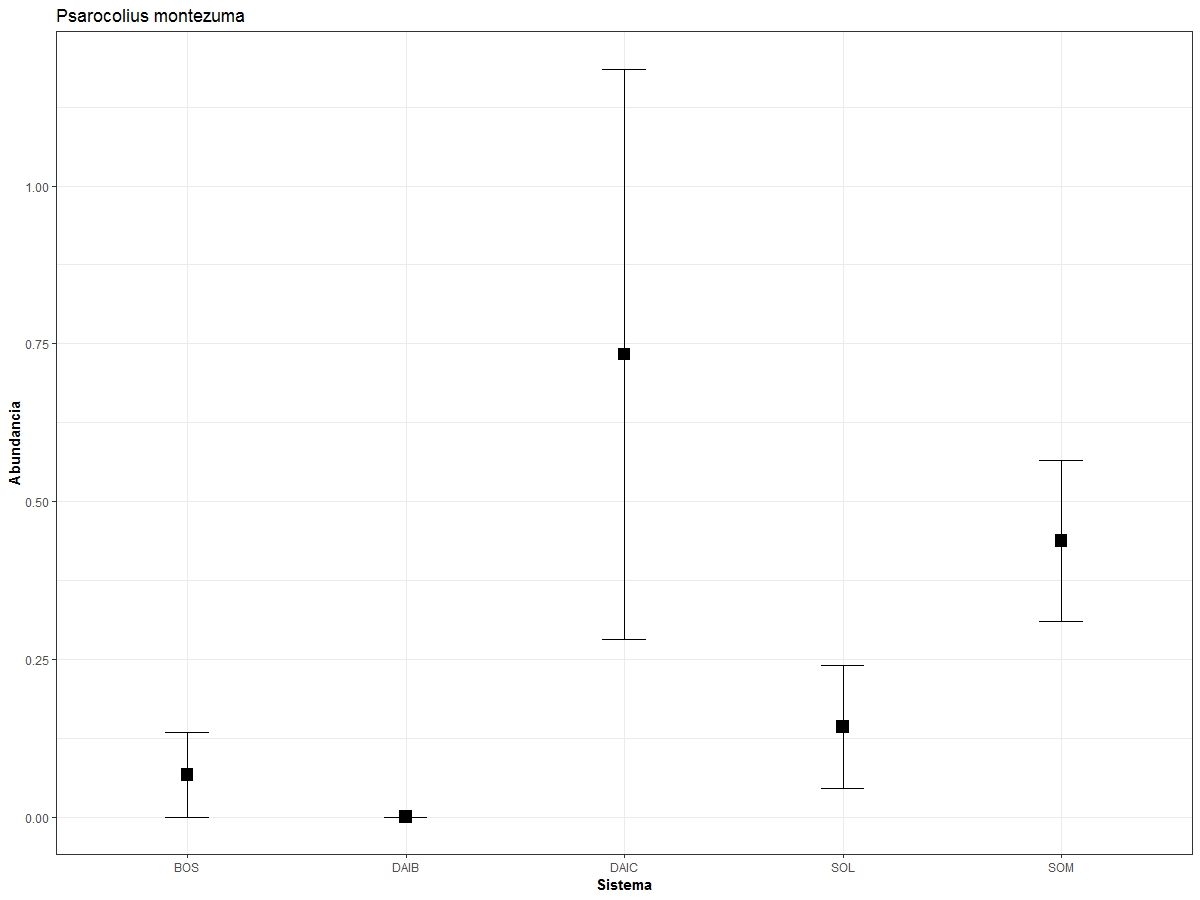 Psarocolius montezuma
Abundancia
1.00
0.75
0.50
0.25
0.00
BOS DAIB DAIC SOL SOM
Sistema